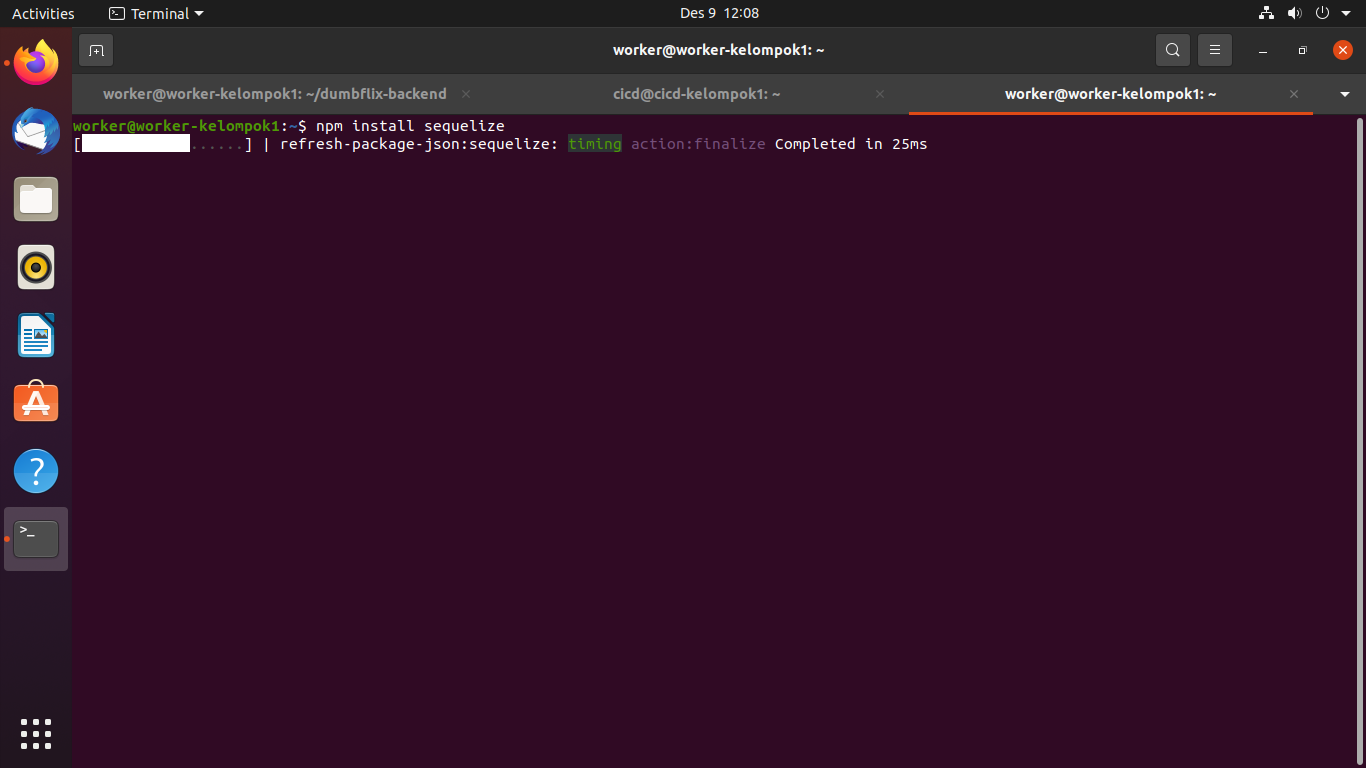 Activities
Terminal
Des 9 12:08
worker@worker-kelompok1: ~
worker@worker-kelompok1: ~/dumbflix-backend
cicd@cicd-kelompok1: ~
worker@worker-kelompok1: ~
worker@worker-kelompok1:~$ npm install sequelize
[ ......] | refresh-package-json:sequelize: timing action:finalize Completed in 25ms